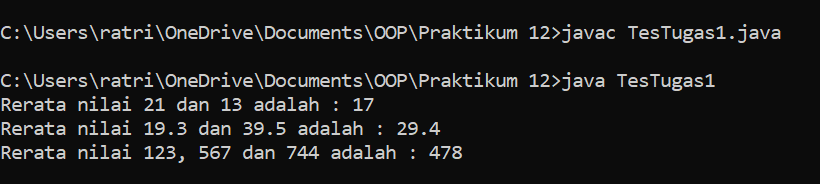 C:\Users\ratri\OneDrive\Documents\OOP\Praktikum 12>javac TesTugas1.java
C:\Users\ratri\OneDrive\Documents\OOP\Praktikum 12>java TesTugas1
Rerata nilai 21 dan 13 adalah : 17
Rerata nilai 19.3 dan 39.5 adalah : 29.4
Rerata nilai 123, 567 dan 744 adalah : 478